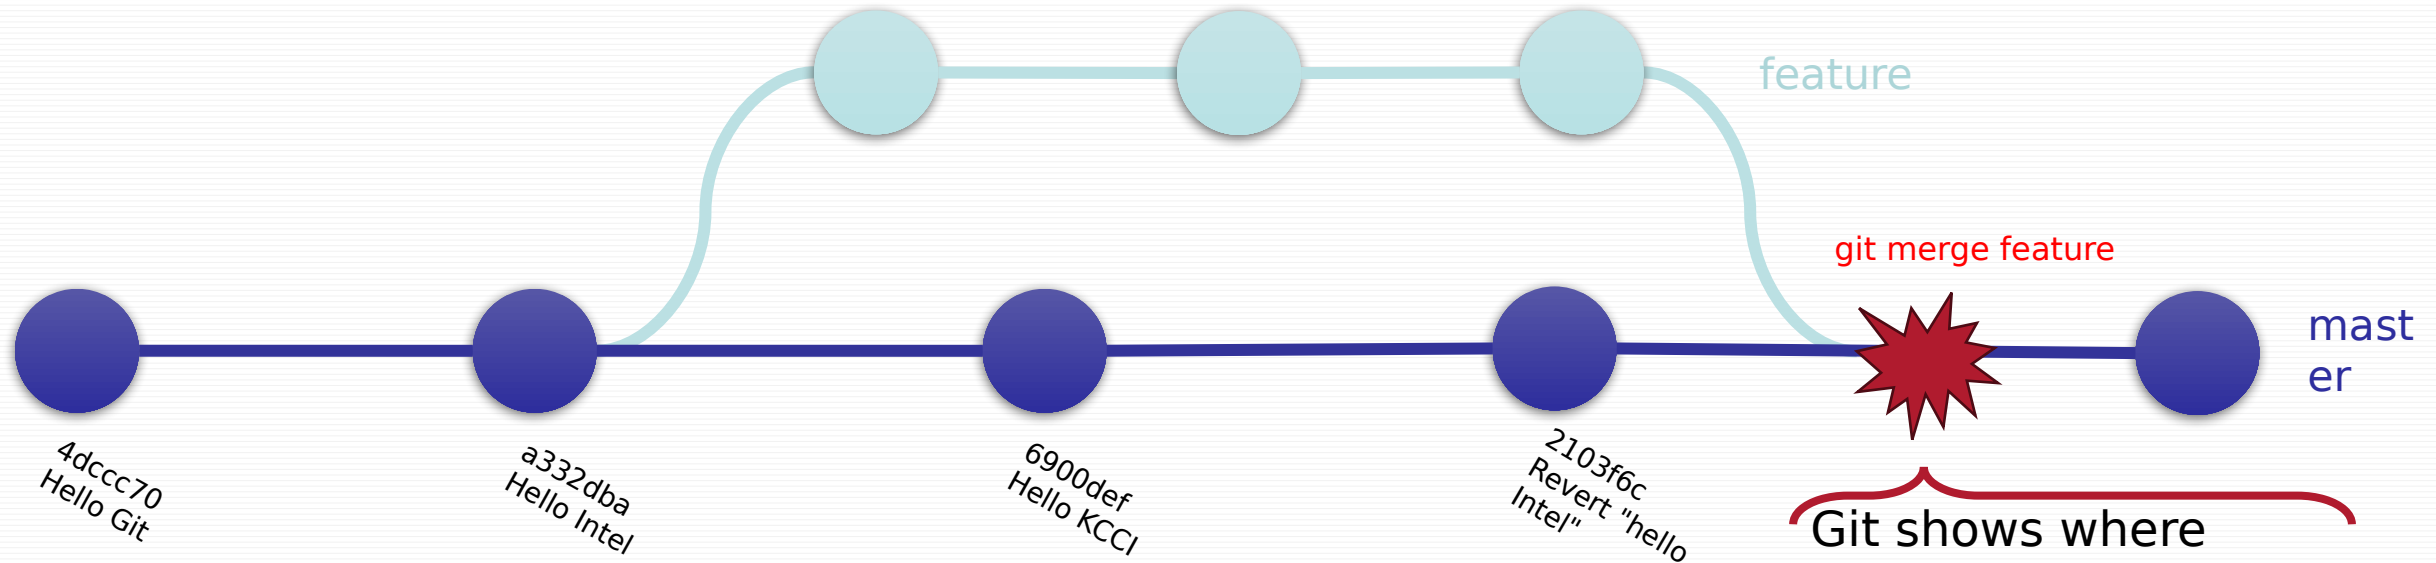 feature
git merge feature
mast
er
4dccc70
Hello Git
a332dba
Hello Intel
6900def
Hello KCCI
2103f6c
Revert "hello
Intel"
Git shows where